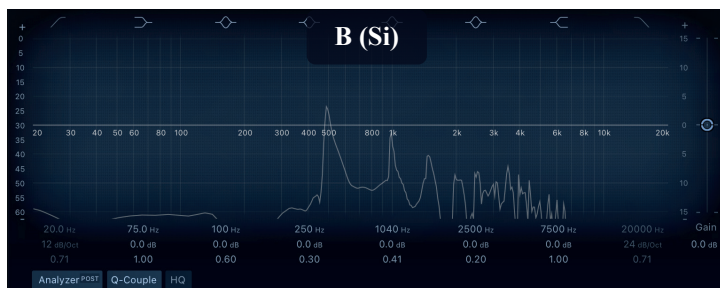 B (Si)
+ +
0 15
5
10 10
15
20 5
25
30 0
20 30 40 50 60 80 100 200 300 400 500 800 1k 2k 3k 4k 5k 6k 8k 10k 20k
35
40 5
45
50 10
55
60 15
20.0 Hz 75.0 Hz 100 Hz 250 Hz 1040 Hz 2500 Hz 7500 Hz 20000 Hz Gain
12 dB/Oct 0.0 dB 0.0 dB 0.0 dB 0.0 dB 0.0 dB 0.0 dB 24 dB/Oct 0.0 dB
0.71 1.00 0.60 0.30 0.41 0.20 1.00 0.71
Analyzer POST Q-Couple HQ